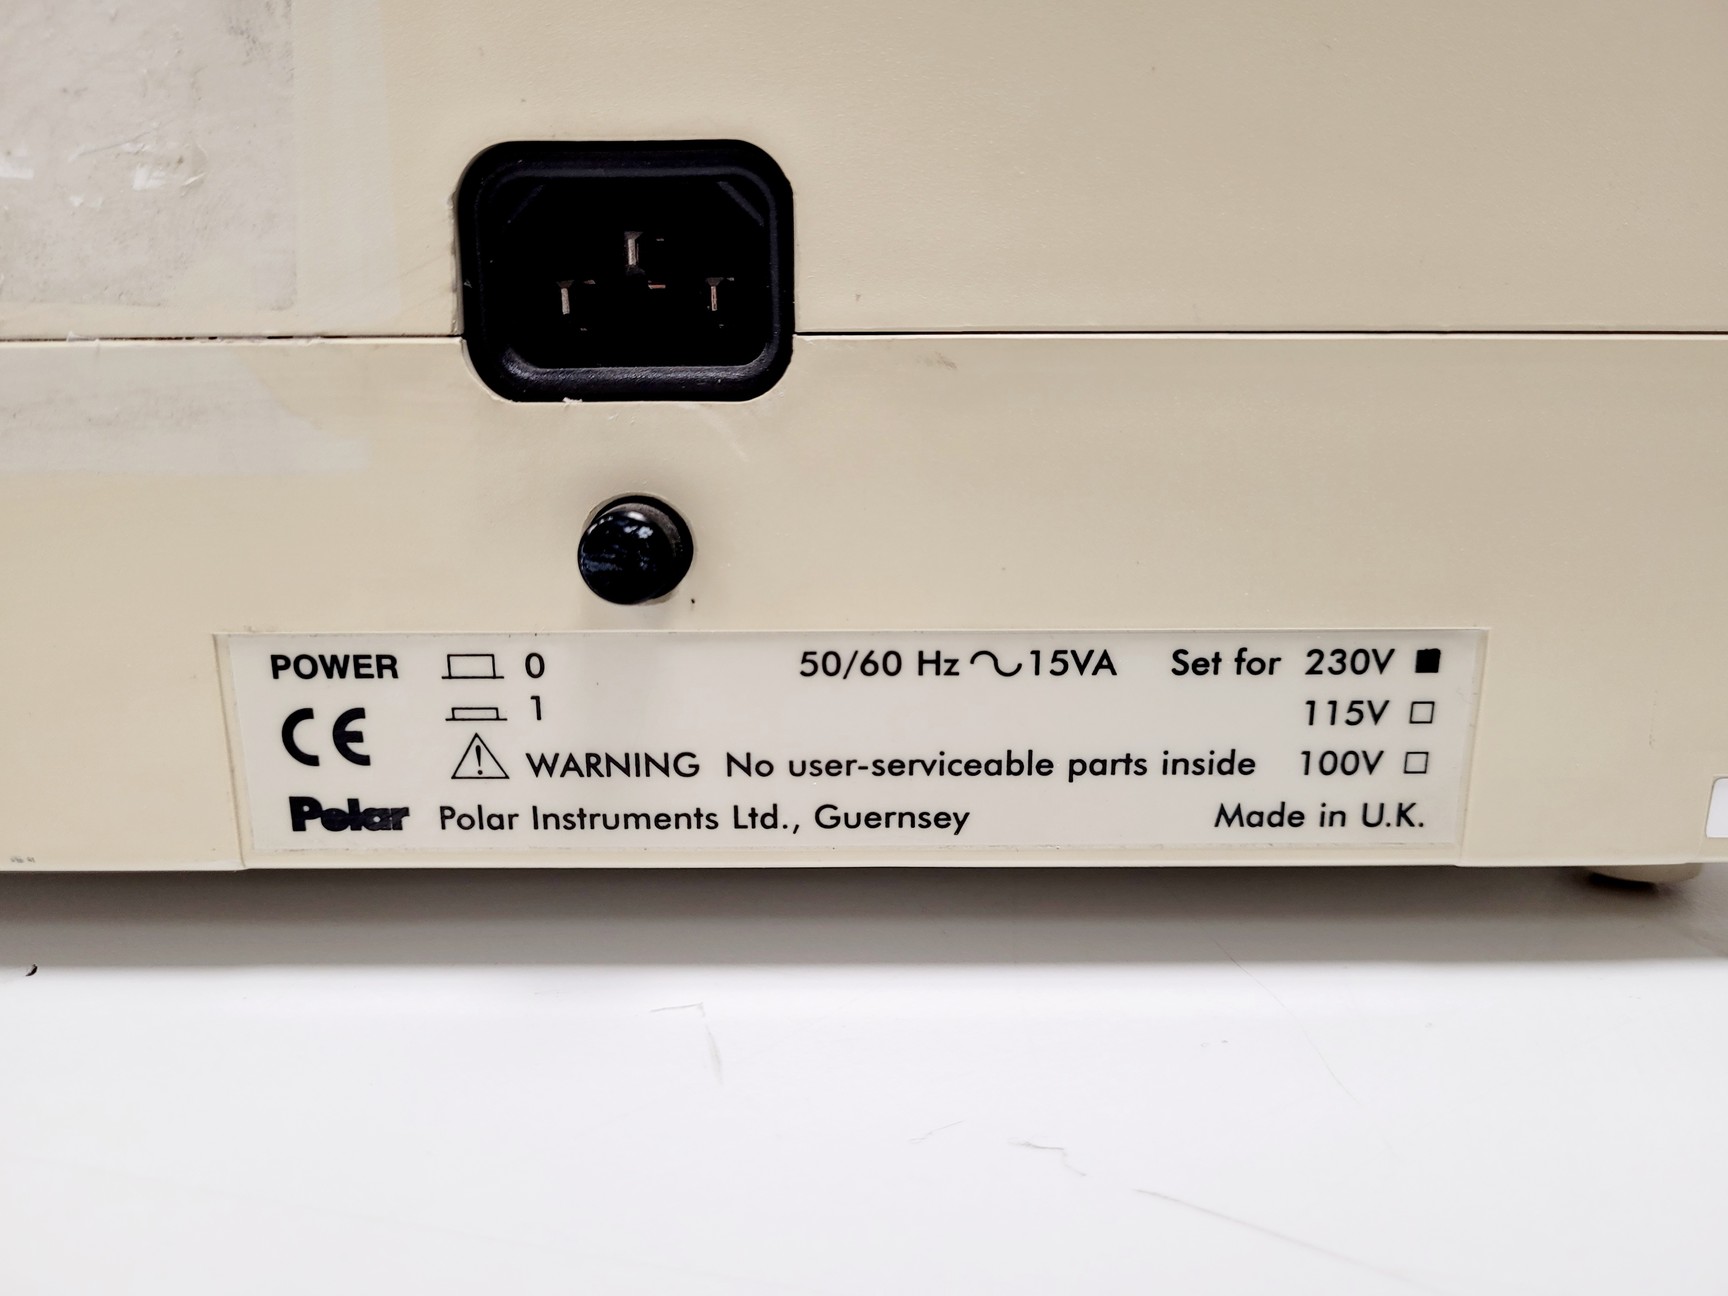 POWER 0 50/60 Hz 15VA Set for 230V
1 115V
CE WARNING No user-serviceable parts inside 100V
Polar Polar Instruments Ltd., Guernsey Made in U.K.